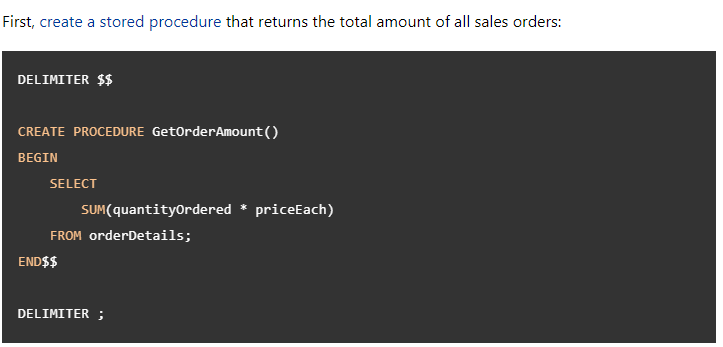 First, create a stored procedure that returns the total amount of all sales orders:
DELIMITER $$
CREATE PROCEDURE GetOrderAmount()
BEGIN
SELECT
SUM(quantityOrdered * priceEach)
FROM orderDetails;
END$$
DELIMITER ;